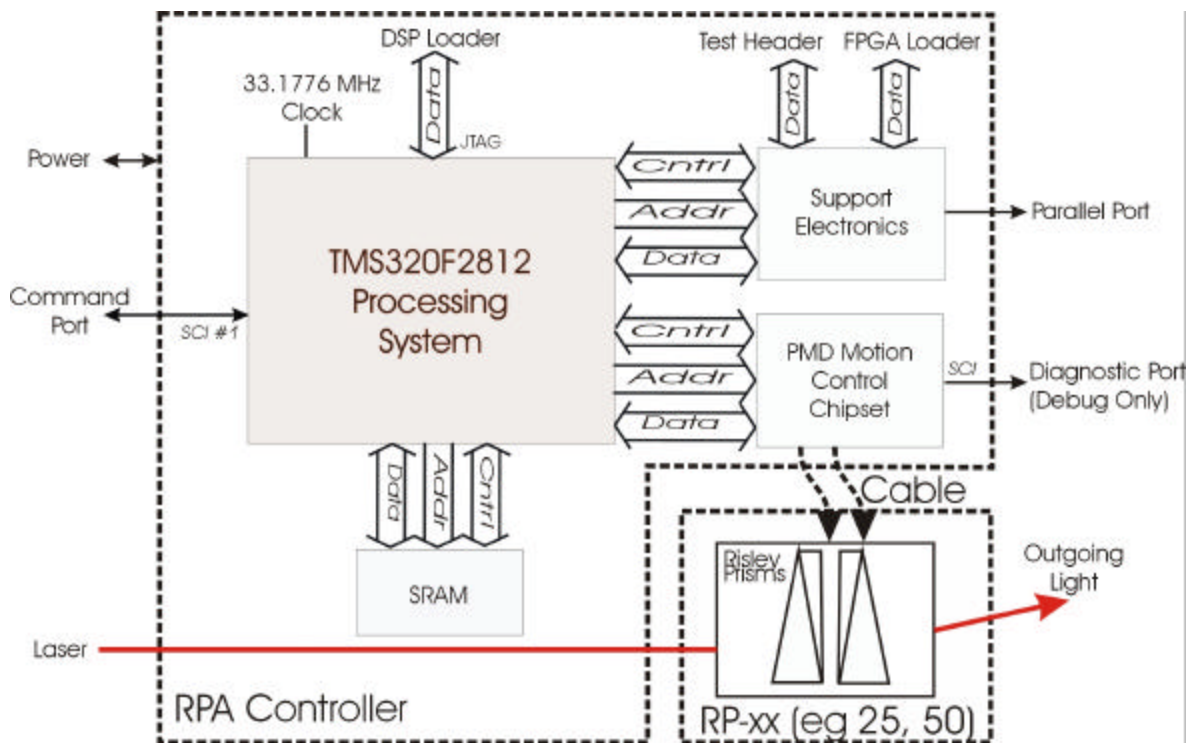 DSP Loader
Test Header
FPGA Loader
33.1776 MHz
Clock
Data
JTAG
Data
Data
Power
Cntrl
Addr
Data
Support
Electronics
Parallel Port
TMS320F2812
Processing
System
Command
Port
SCI #1
Cntrl
Addr
Data
PMD Motion
Control
Chipset
SCI
Diagnostic Port
(Debug Only)
Data
Addr
Cntrl
Cable
SRAM
Risley
Prisms
Outgoing
Light
Laser
RPA Controller
RP-xx (eg 25, 50)